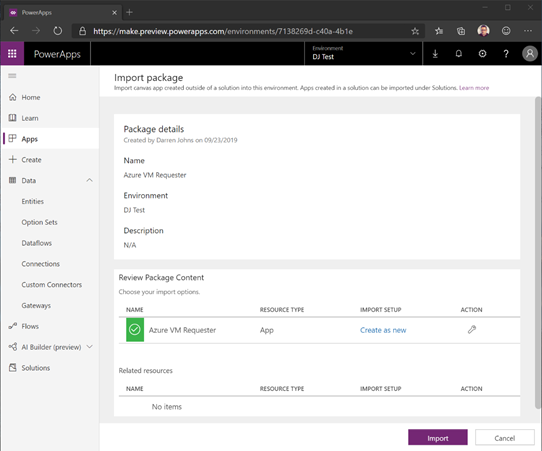 PowerApps
https://make.preview.powerapps.com/environments/7138269d-c40a-4b1e
PowerApps
Environment
DJ Test
Home
Learn
Apps
Create
Data
Entities
Option Sets
Dataflows
Connections
Custom Connectors
Gateways
Flows
AI Builder (preview)
Solutions
Import package
Import canvas app created outside of a solution into this environment. Apps created in a solution can be imported under Solutions. Learn more
Package details
Created by Darren Johns on 09/23/2019
Name
Azure VM Requester
Environment
DJ Test
Description
N/A
Review Package Content
Choose your import options.
NAME RESOURCE TYPE IMPORT SETUP ACTION
Azure VM Requester App Create as new
Related resources
NAME RESOURCE TYPE IMPORT SETUP ACTION
No items
Import Cancel